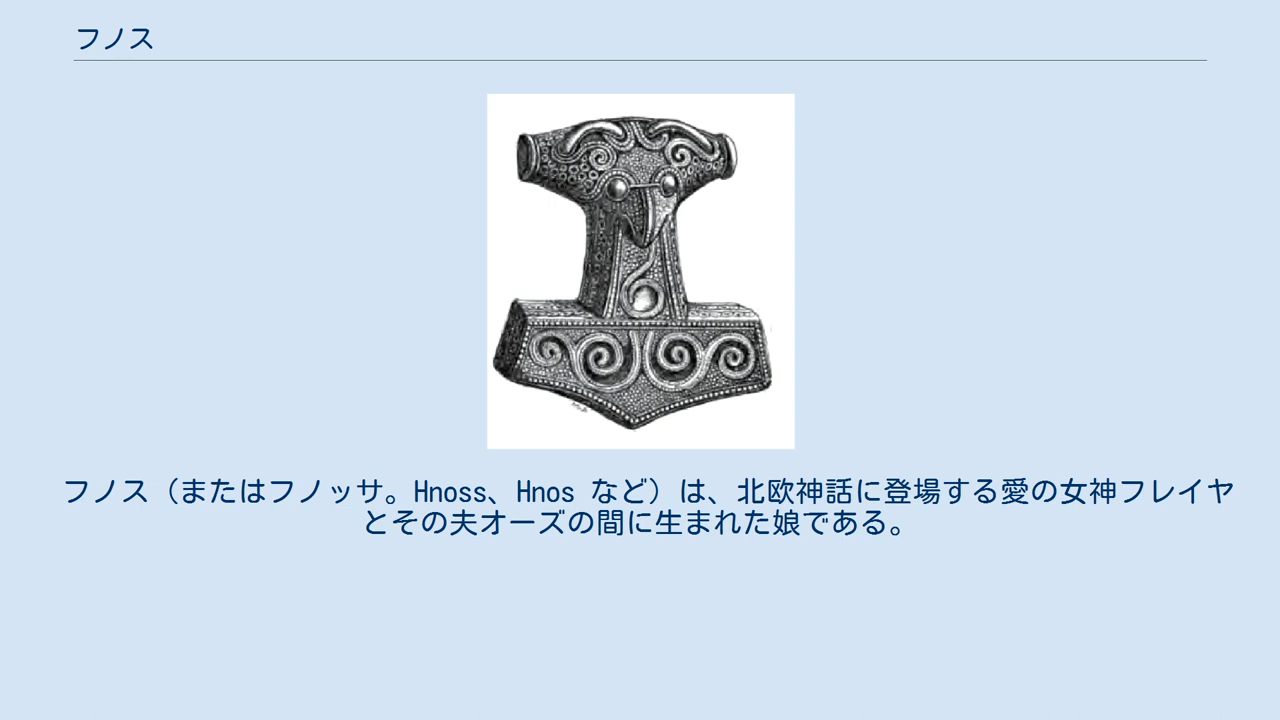 フノス
フノス（またはフノッサ。Hnoss、Hnos など）は、北欧神話に登場する愛の女神フレイヤ
とその夫オーズの間に生まれた娘である。